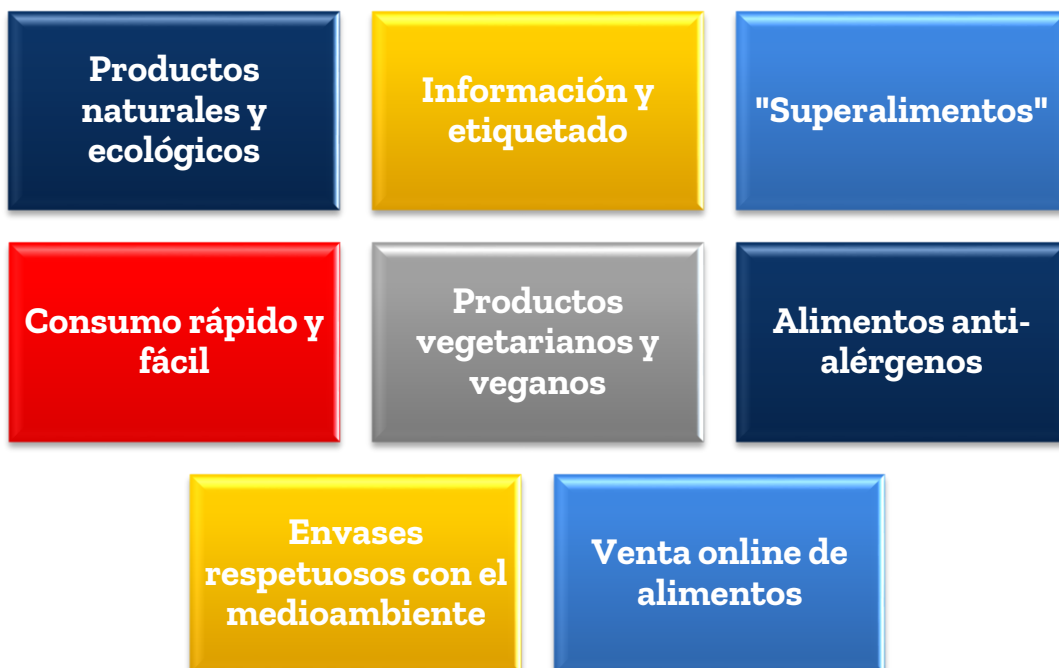 Productos
naturales y
ecológicos
Información y
etiquetado
"Superalimentos"
Consumo rápido y
fácil
Productos
vegetarianos y
veganos
Alimentos anti-
alérgenos
Envases
respetuosos con el
medioambiente
Venta online de
alimentos